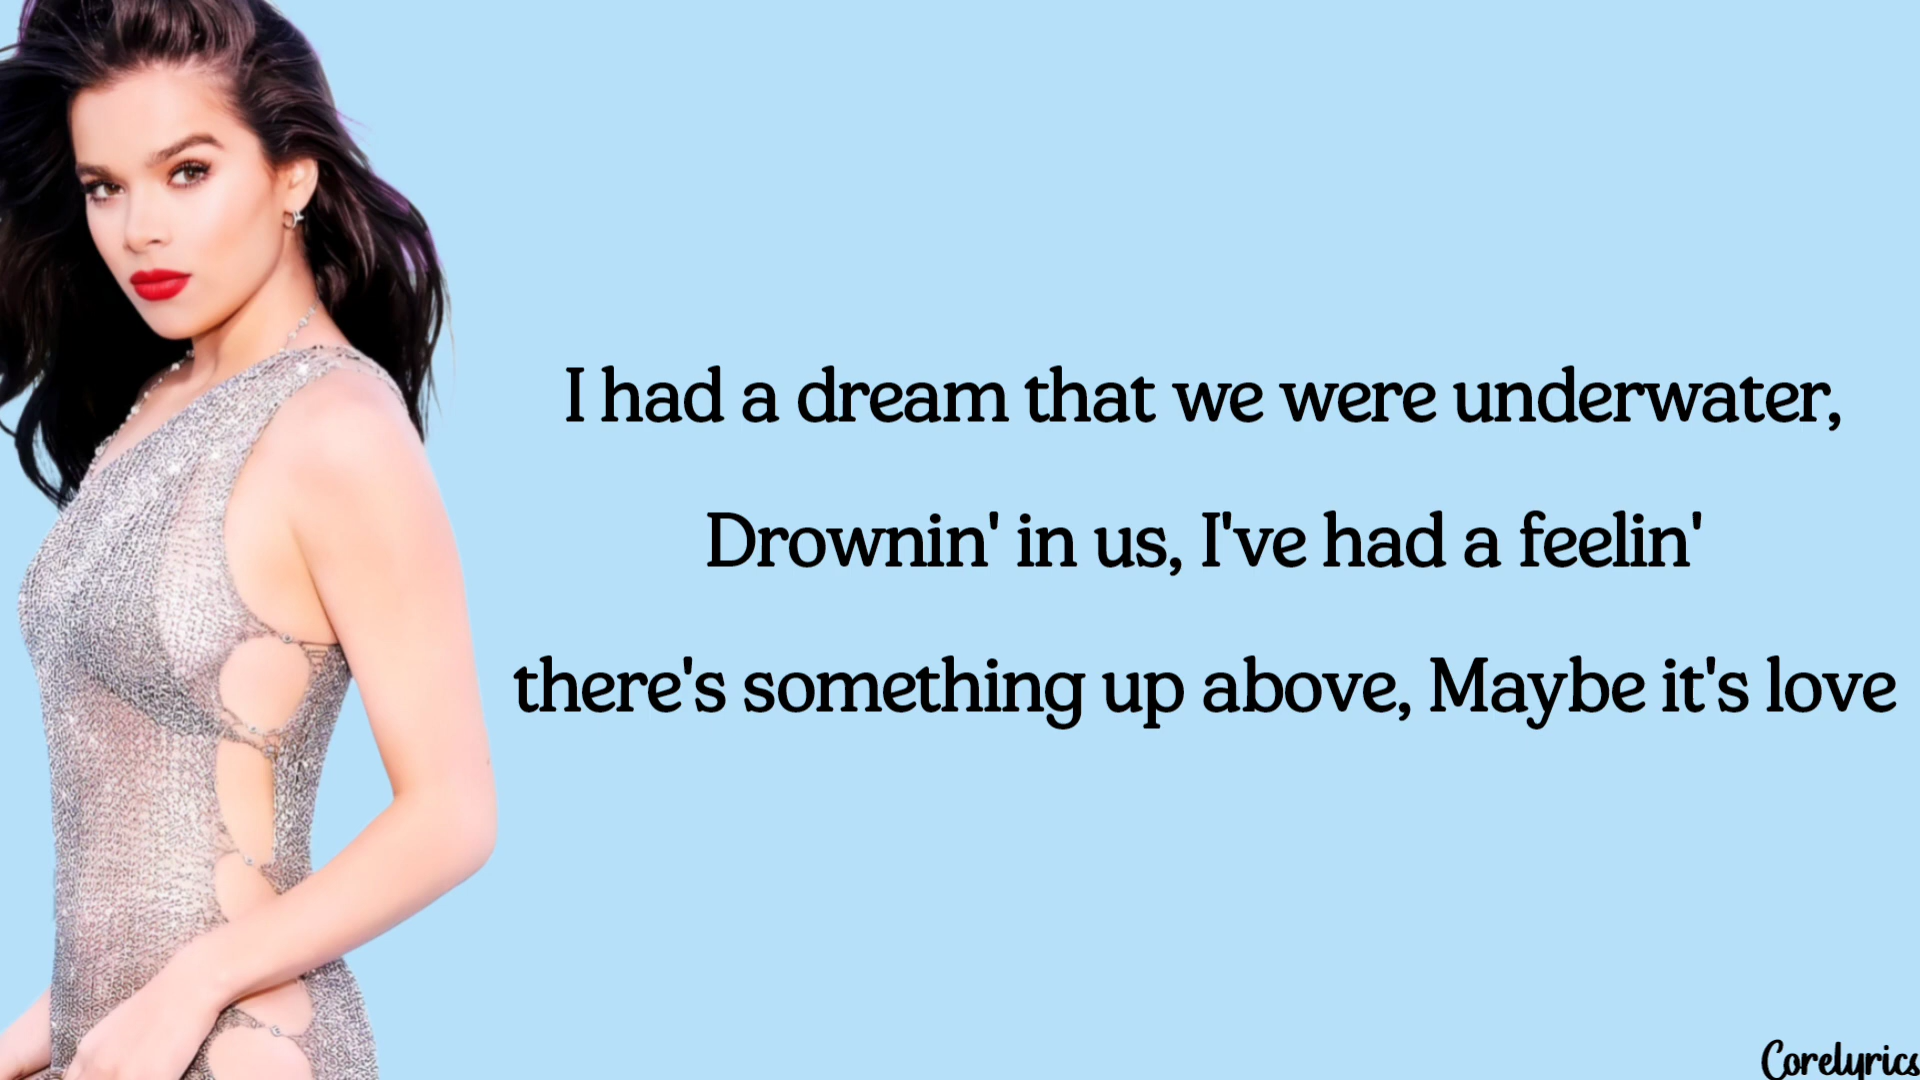 I had a dream that we were underwater,
Drownin' in us, I've had a feelin'
there's something up above, Maybe it's love
Corelyrics